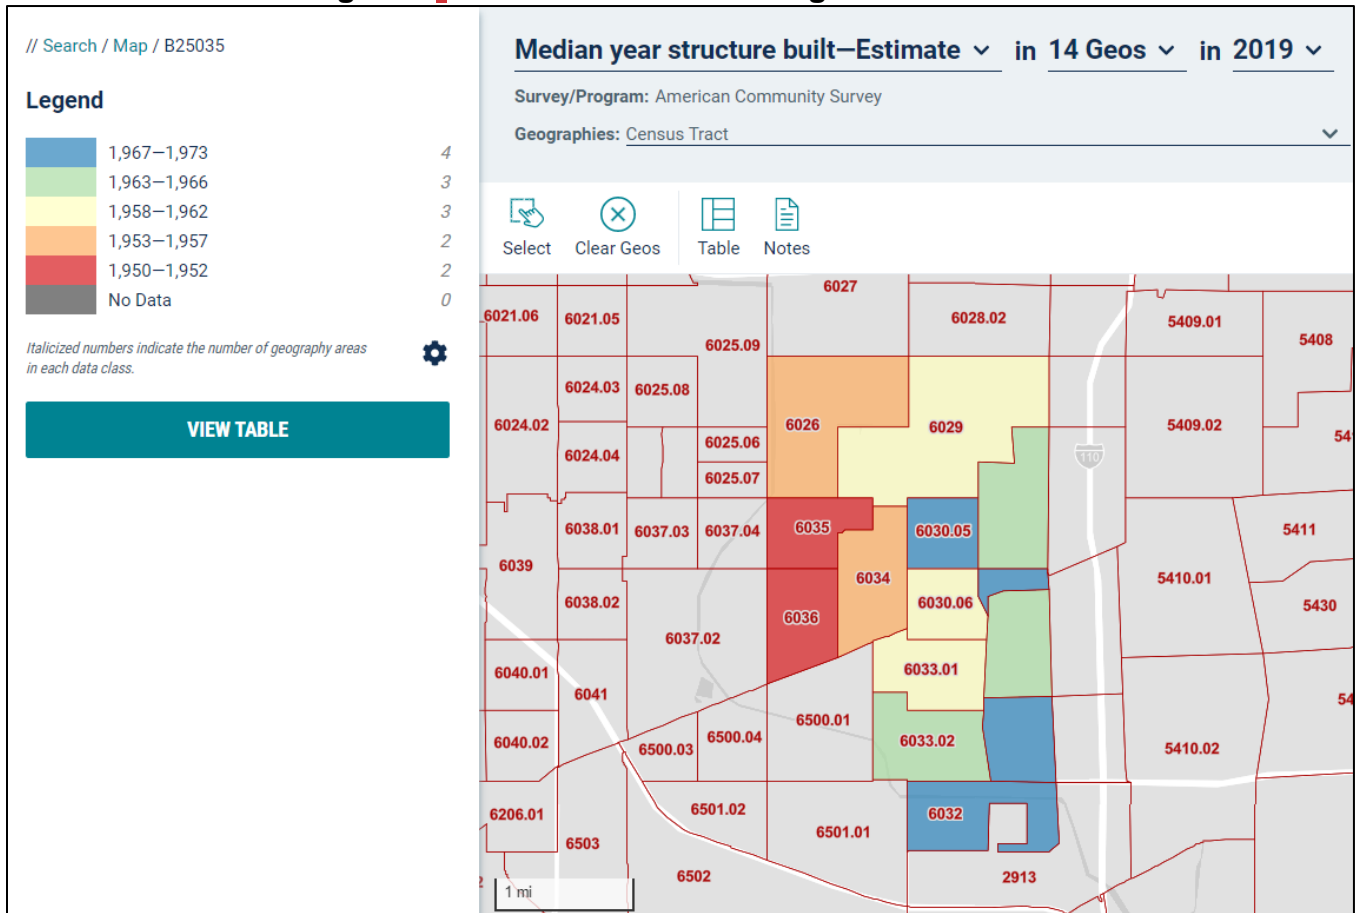 // Search / Map / B25035
Legend
1,967—1,973 4
1,963—1,966 3
1,958—1,962 3
1,953—1,957 2
1,950—1,952 2
No Data 0
Italicized numbers indicate the number of geography areas
in each data class.
VIEW TABLE
Median year structure built—Estimate in 14 Geos in 2019
Survey/Program: American Community Survey
Geographies: Census Tract
Select Clear Geos Table Notes
6027
6021.06 6021.05 6028.02 5409.01
6025.09 5408
6024.03 6025.08
6024.02 6026 6029 5409.02
6024.04 6025.06 54
110
6025.07
6038.01 6037.03 6037.04 6035 6030.05 5411
6039 6034 5410.01
6038.02 6036 6030.06 5430
6037.02
6040.01 6041 6033.01 54
6040.02 6500.03 6500.04 6500.01 6033.02 5410.02
6206.01 6501.02 6501.01 6032
6503
6502 2913
1 mi